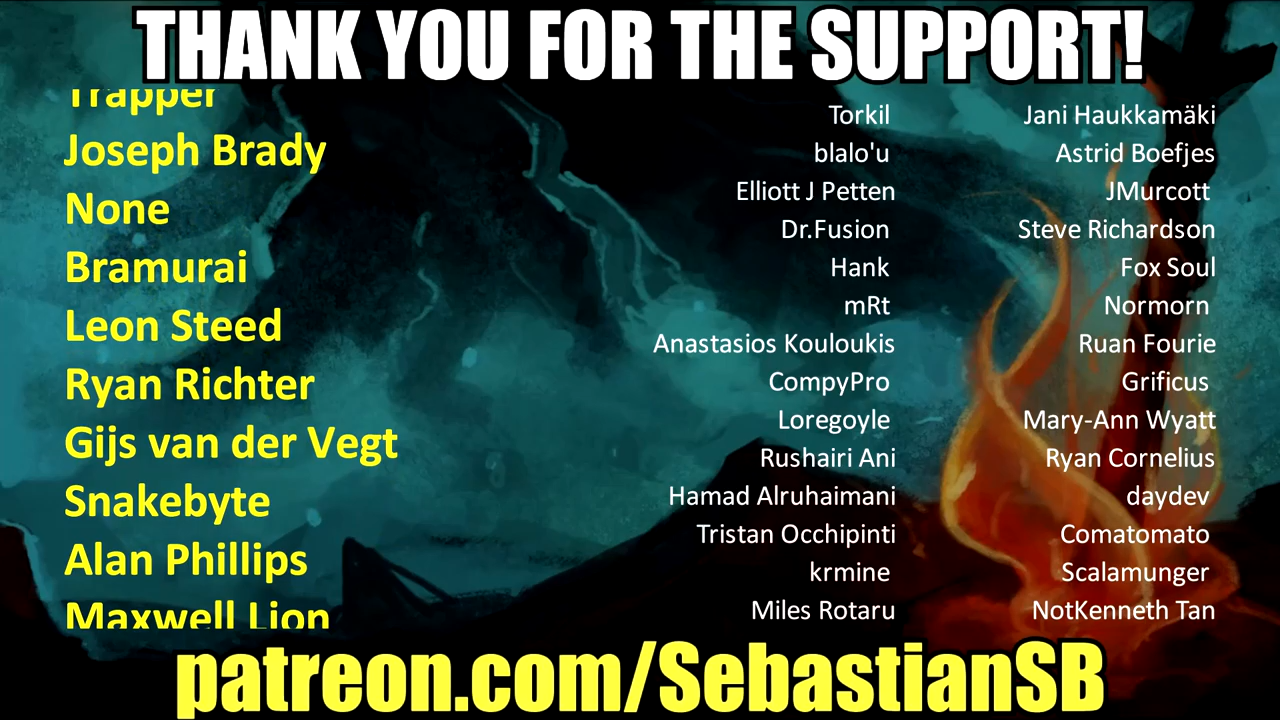 THANK YOU FOR THE SUPPORT!
Trapper
Joseph Brady
None
Bramurai
Leon Steed
Ryan Richter
Gijs van der Vegt
Snakebyte
Alan Phillips
Maxwell Lion
Torkil
blalo'u
Elliott J Petten
Dr.Fusion
Hank
mRt
Anastasios Kouloukis
CompyPro
Loregoyle
Rushairi Ani
Hamad Alruhaimani
Tristan Occhipinti
krmine
Miles Rotaru
Jani Haukkamäki
Astrid Boefjes
JMurcott
Steve Richardson
Fox Soul
Normorn
Ruan Fourie
Grificus
Mary-Ann Wyatt
Ryan Cornelius
daydev
Comatomato
Scalamunger
NotKenneth Tan
patreon.com/SebastianSB